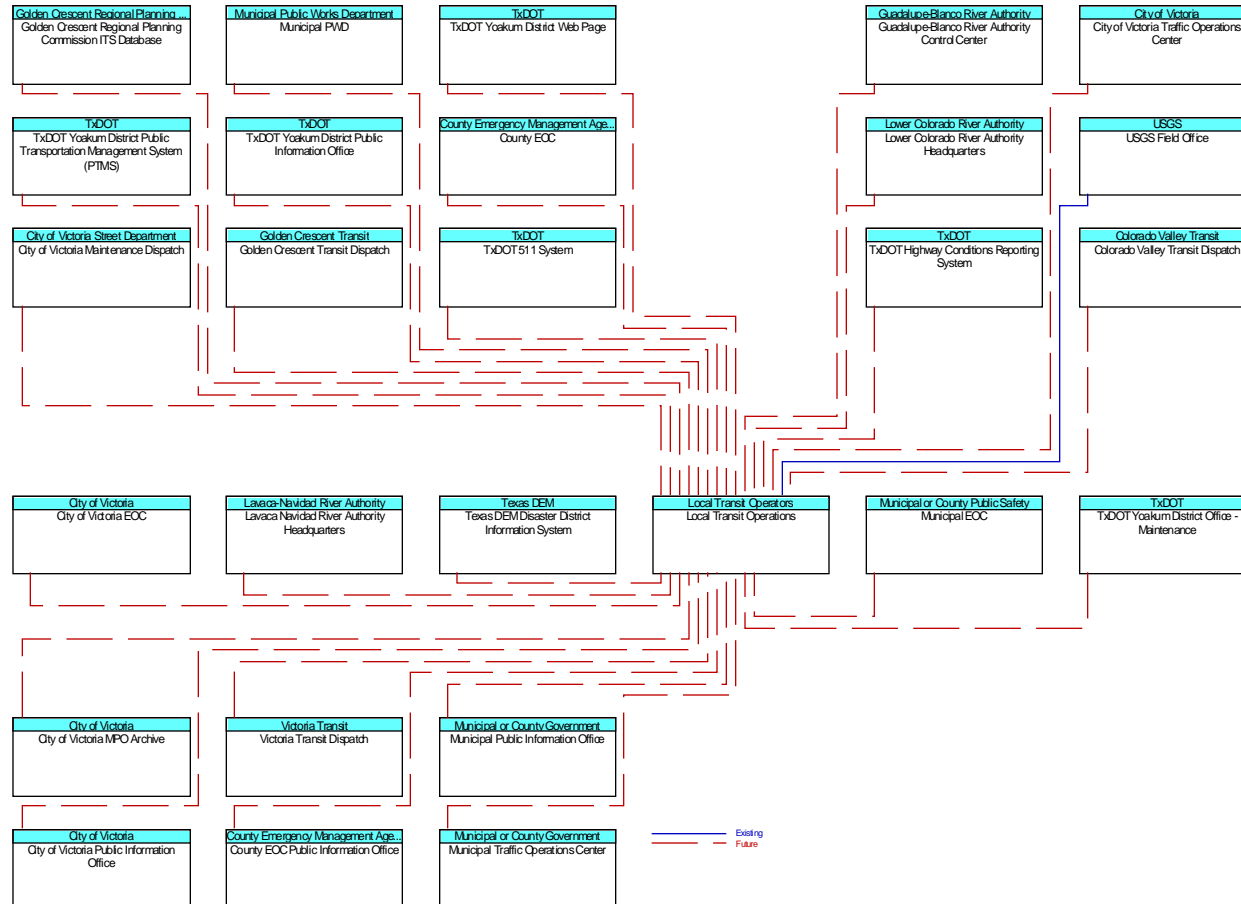 Golden Crescent Regional Planning ...
Golden Crescent Regional Planning
Commission ITS Database
Municipal Public Works Department
Municipal PWD
TxDOT
TxDOT Yoakum District Web Page
Guadalupe-Blanco River Authority
Guadalupe-Blanco River Authority
Control Center
City of Victoria
City of Victoria Traffic Operations
Center
TxDOT
TxDOT Yoakum District Public
Transportation Management System
(PTMS)
TxDOT
TxDOT Yoakum District Public
Information Office
County Emergency Management Age...
County EOC
Lower Colorado River Authority
Lower Colorado River Authority
Headquarters
USGS
USGS Field Office
City of Victoria Street Department
City of Victoria Maintenance Dispatch
Golden Crescent Transit
Golden Crescent Transit Dispatch
TxDOT
TxDOT 511 System
TxDOT
TxDOT Highway Conditions Reporting
System
Colorado Valley Transit
Colorado Valley Transit Dispatch
City of Victoria
City of Victoria EOC
Lavaca-Navidad River Authority
Lavaca Navidad River Authority
Headquarters
Texas DEM
Texas DEM Disaster District
Information System
Local Transit Operators
Local Transit Operations
Municipal or County Public Safety
Municipal EOC
TxDOT
TxDOT Yoakum District Office -
Maintenance
City of Victoria
City of Victoria MPO Archive
Victoria Transit
Victoria Transit Dispatch
Municipal or County Government
Municipal Public Information Office
City of Victoria
City of Victoria Public Information
Office
County Emergency Management Age...
County EOC Public Information Office
Municipal or County Government
Municipal Traffic Operations Center
Existing
Future